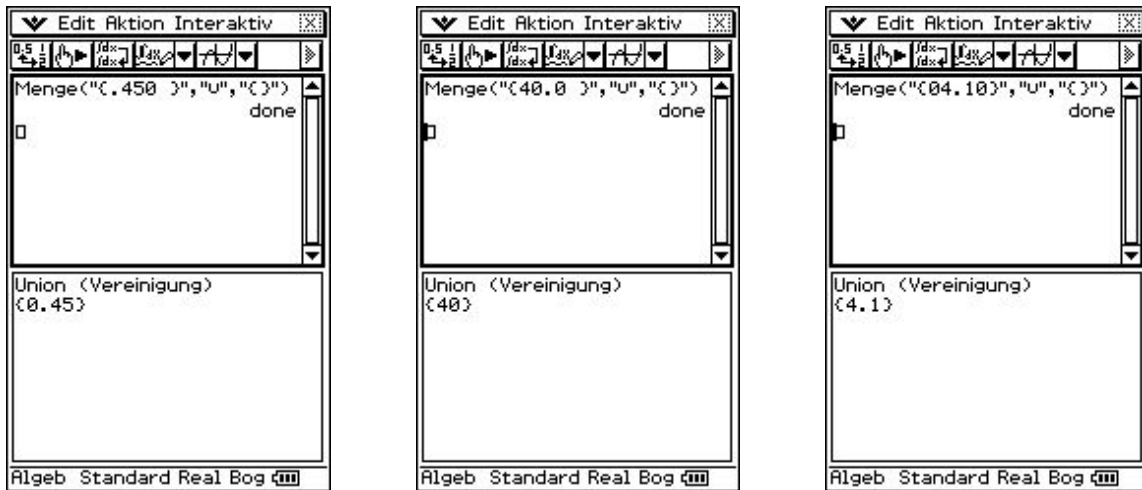 Edit Aktion Interaktiv
Menge("{.450 }","∪","{}")
done
Union (Vereinigung)
{0.45}
Algeb Standard Real Bog
Edit Aktion Interaktiv
Menge("{40.0 }","∪","{}")
done
Union (Vereinigung)
{40}
Algeb Standard Real Bog
Edit Aktion Interaktiv
Menge("{04.10}","∪","{}")
done
Union (Vereinigung)
{4.1}
Algeb Standard Real Bog